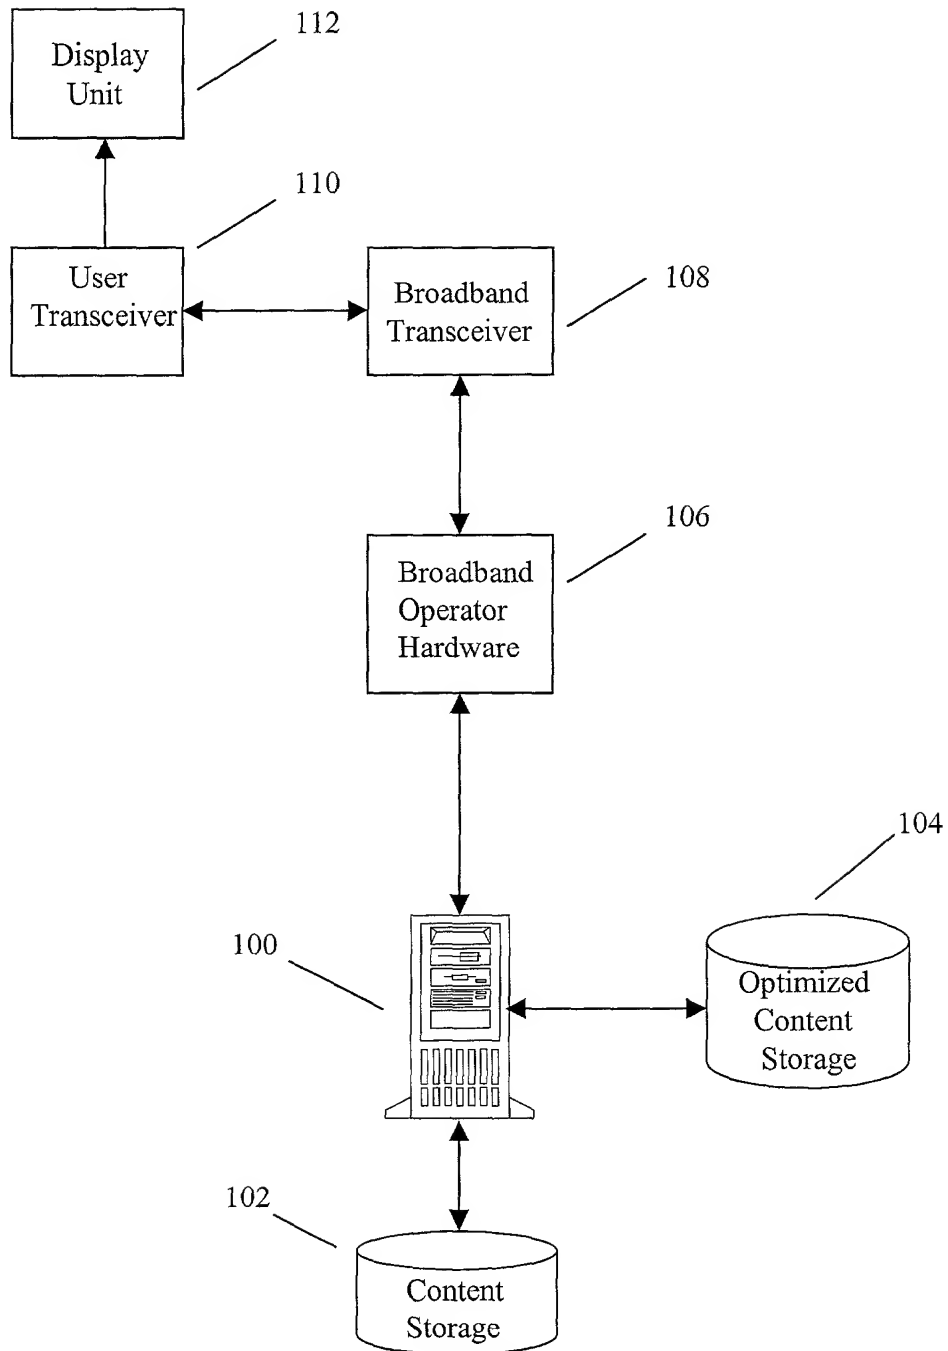 112
Display
Unit
110
User
Transceiver
108
Broadband
Transceiver
106
Broadband
Operator
Hardware
104
100
Optimized
Content
Storage
102
Content
Storage